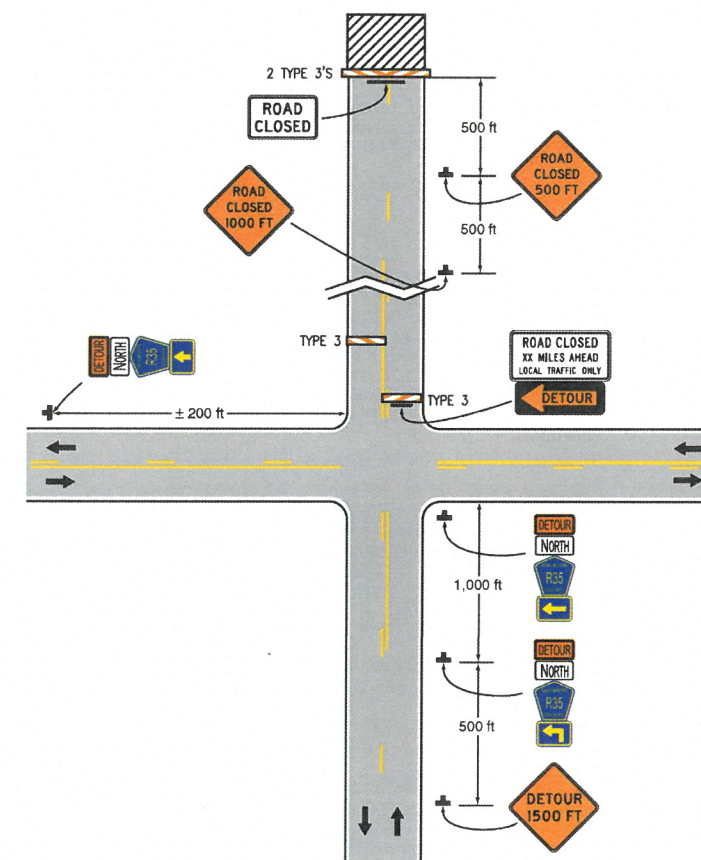 2 TYPE 3'S
ROAD
CLOSED
500 ft
ROAD
CLOSED
500 FT
ROAD
CLOSED
1000 FT
500 ft
TYPE 3
ROAD CLOSED
XX MILES AHEAD
LOCAL TRAFFIC ONLY
DETOUR
TYPE 3
DETOUR
NORTH
R35
± 200 ft
DETOUR
NORTH
R35
1,000 ft
DETOUR
NORTH
R35
500 ft
DETOUR
1500 FT